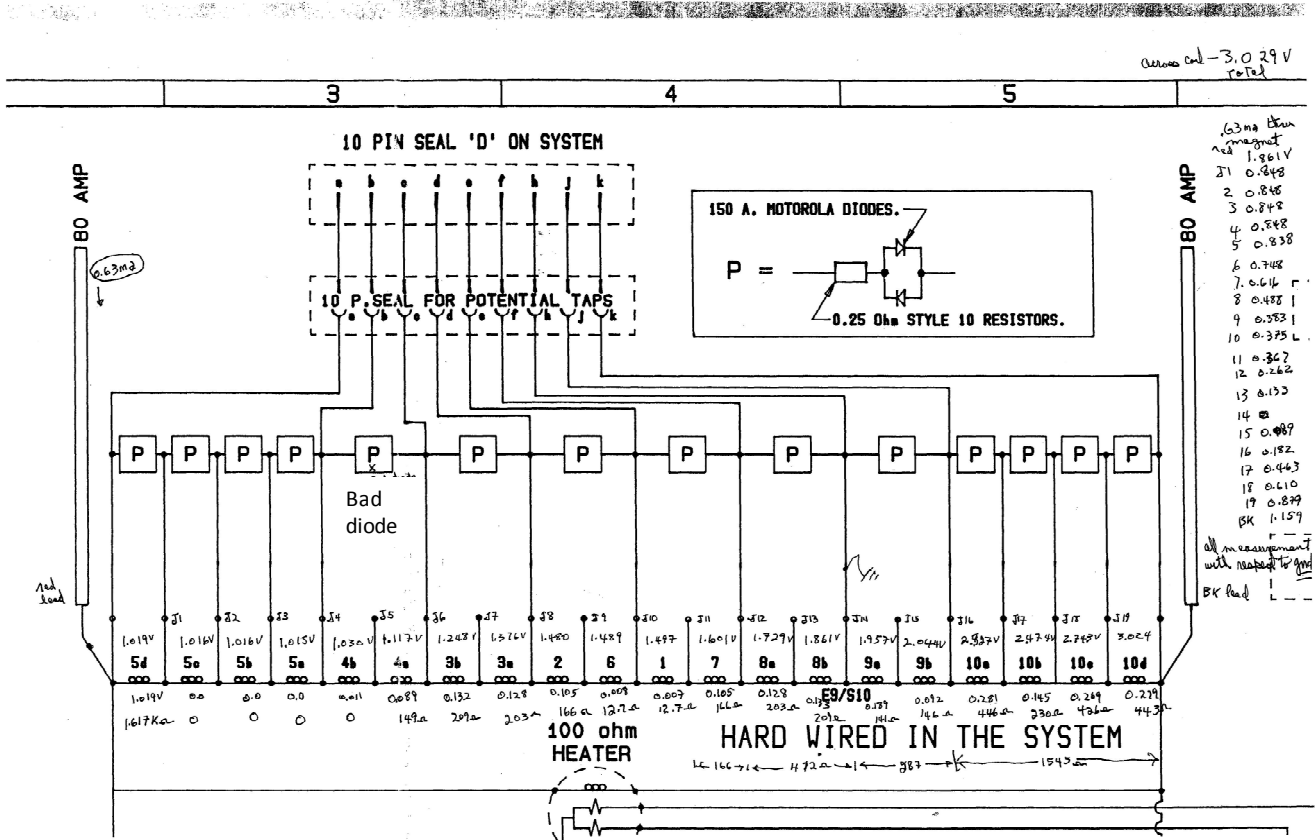 across coil - 3.029 V
Total
3 4 5
10 PIN SEAL 'D' ON SYSTEM
a b c d e f h j k
80 AMP
0.63ma
10 P.SEAL FOR POTENTIAL TAPS
a b c d e f h j k
150 A. MOTOROLA DIODES.
P =
0.25 Ohm STYLE 10 RESISTORS.
80 AMP
.63ma thru
magnet
red 1.861V
J1 0.848
2 0.848
3 0.848
4 0.848
5 0.838
6 0.748
7 0.616
8 0.488
9 0.383
10 0.375
11 0.367
12 0.262
13 0.133
14
15
16 0.182
17 0.463
18 0.610
19 0.879
BK 1.159
all measurement
with respect to gnd
BK lead
P P P P P P P P P P P P P P
x
Bad
diode
red
lead
J1 J2 J3 J4 J5 J6 J7 J8 J9 J10 J11 J12 J13 J14 J15 J16 J17 J18 J19
1.019V 1.016V 1.016V 1.015V 1.030V 1.117V 1.248V 1.376V 1.480 1.489 1.497 1.601V 1.729V 1.861V 1.957V 2.044V 2.474V 2.743V 3.024
5d 5c 5b 5a 4b 4a 3b 3a 2 6 1 7 8a 8b 9a 9b 10a 10b 10c 10d
E9/S10
1.019V 0.0 0.0 0.0 0.011 0.089 0.132 0.128 0.105 0.008 0.007 0.105 0.128 0.133 0.089 0.092 0.281 0.145 0.269 0.279
1.617KΩ 0 0 0 0 149Ω 209Ω 203Ω 166Ω 12.7Ω 12.7Ω 166Ω 203Ω 209Ω 141Ω 146Ω 446Ω 230Ω 426Ω 443Ω
100 ohm
HEATER
HARD WIRED IN THE SYSTEM
166 472Ω 287 1545Ω